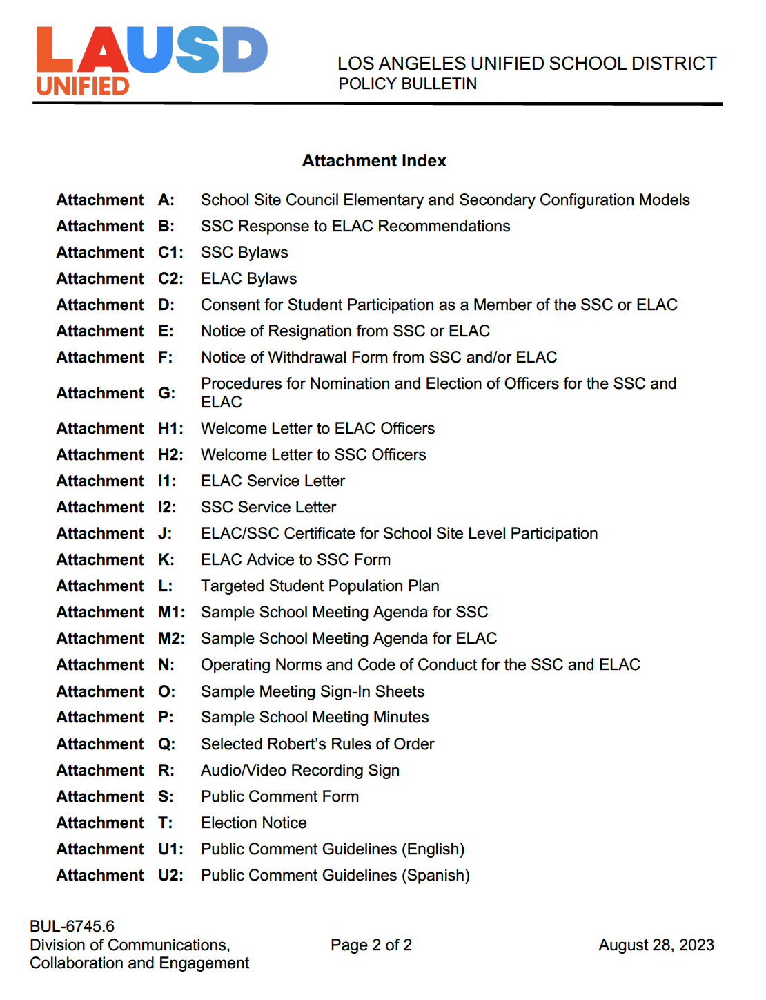 LAUSD
UNIFIED
LOS ANGELES UNIFIED SCHOOL DISTRICT
POLICY BULLETIN
Attachment Index
Attachment A: School Site Council Elementary and Secondary Configuration Models
Attachment B: SSC Response to ELAC Recommendations
Attachment C1: SSC Bylaws
Attachment C2: ELAC Bylaws
Attachment D: Consent for Student Participation as a Member of the SSC or ELAC
Attachment E: Notice of Resignation from SSC or ELAC
Attachment F: Notice of Withdrawal Form from SSC and/or ELAC
Attachment G: Procedures for Nomination and Election of Officers for the SSC and
ELAC
Attachment H1: Welcome Letter to ELAC Officers
Attachment H2: Welcome Letter to SSC Officers
Attachment I1: ELAC Service Letter
Attachment I2: SSC Service Letter
Attachment J: ELAC/SSC Certificate for School Site Level Participation
Attachment K: ELAC Advice to SSC Form
Attachment L: Targeted Student Population Plan
Attachment M1: Sample School Meeting Agenda for SSC
Attachment M2: Sample School Meeting Agenda for ELAC
Attachment N: Operating Norms and Code of Conduct for the SSC and ELAC
Attachment O: Sample Meeting Sign-In Sheets
Attachment P: Sample School Meeting Minutes
Attachment Q: Selected Robert’s Rules of Order
Attachment R: Audio/Video Recording Sign
Attachment S: Public Comment Form
Attachment T: Election Notice
Attachment U1: Public Comment Guidelines (English)
Attachment U2: Public Comment Guidelines (Spanish)
BUL-6745.6
Division of Communications, Page 2 of 2 August 28, 2023
Collaboration and Engagement